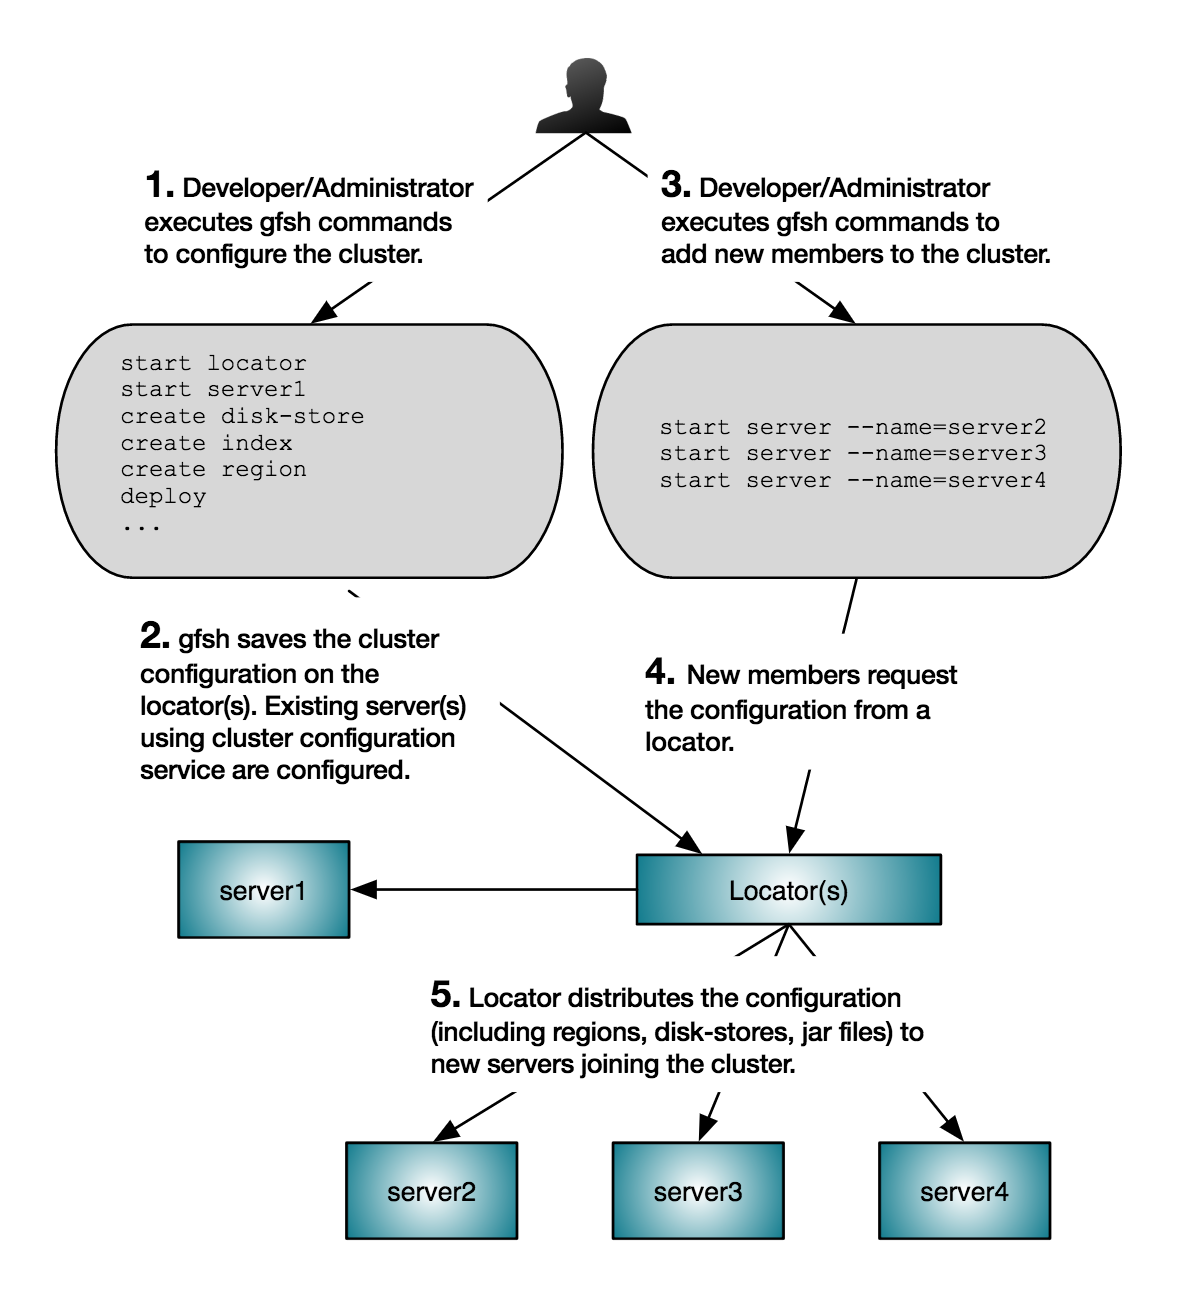 1. Developer/Administrator
executes gfsh commands
to configure the cluster.
3. Developer/Administrator
executes gfsh commands to
add new members to the cluster.
start locator
start server1
create disk-store
create index
create region
deploy
...
start server --name=server2
start server --name=server3
start server --name=server4
2. gfsh saves the cluster
configuration on the
locator(s). Existing server(s)
using cluster configuration
service are configured.
4. New members request
the configuration from a
locator.
server1
Locator(s)
5. Locator distributes the configuration
(including regions, disk-stores, jar files) to
new servers joining the cluster.
server2
server3
server4